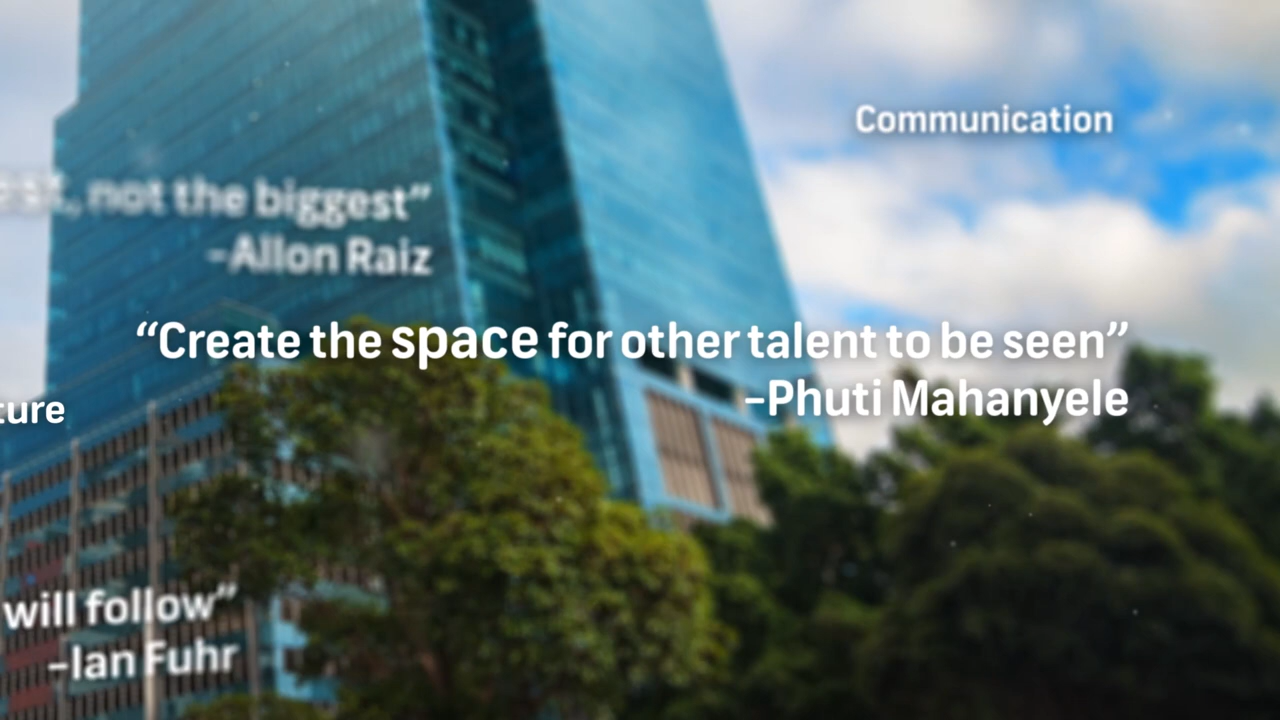 Communication
not the biggest”
–Allon Raiz
“Create the space for other talent to be seen”
–Phuti Mahanyele
ture
will follow”
–Ian Fuhr